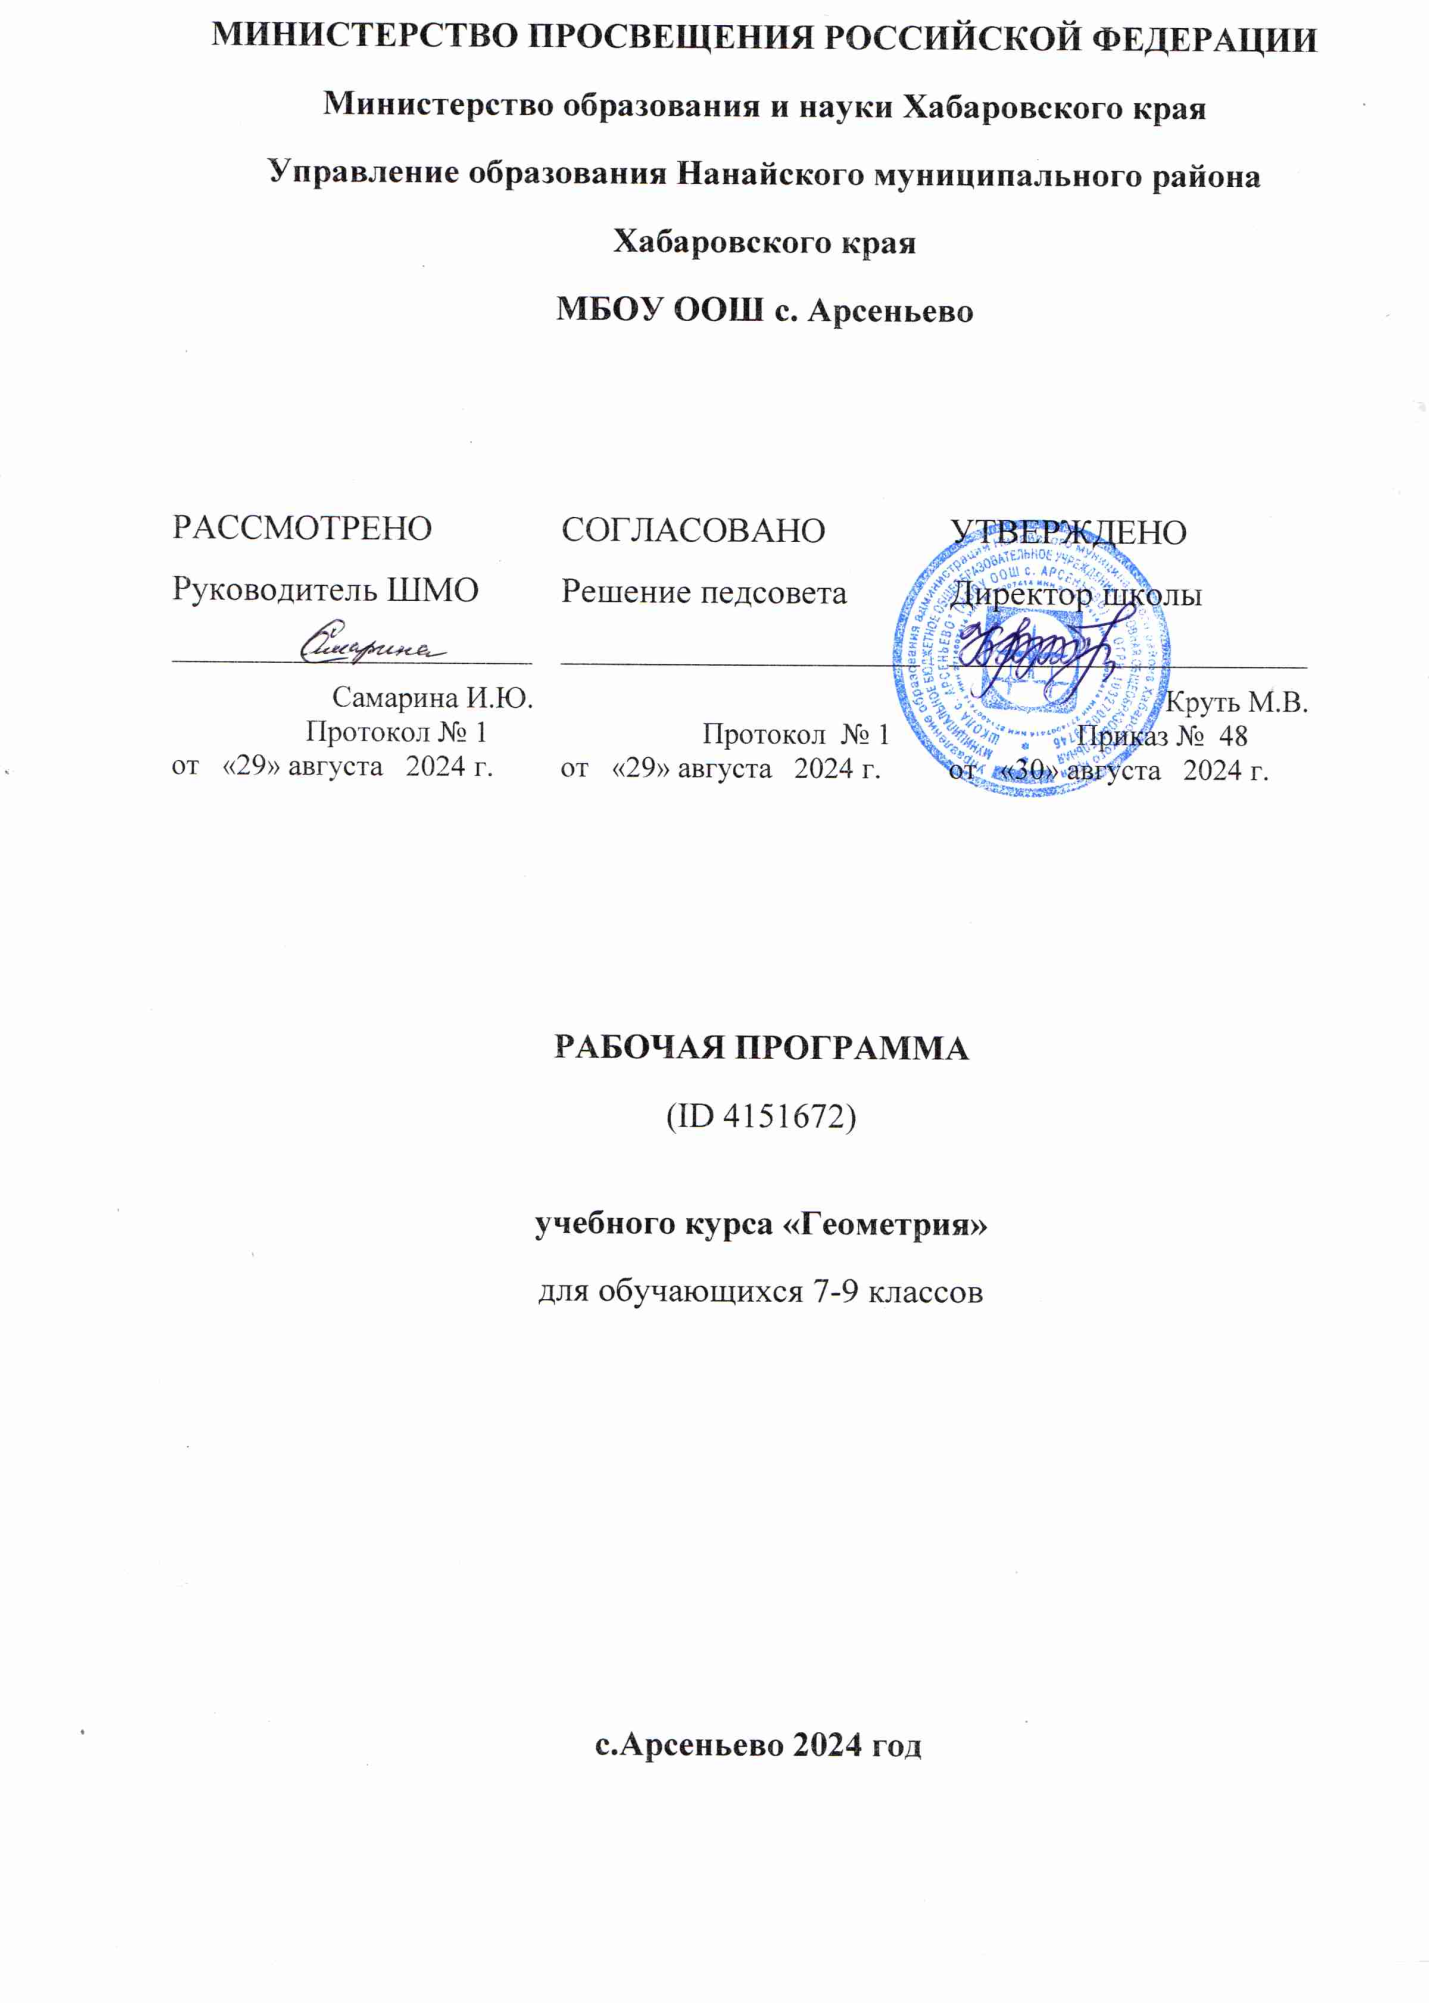 МИНИСТЕРСТВО ПРОСВЕЩЕНИЯ РОССИЙСКОЙ ФЕДЕРАЦИИ
Министерство образования и науки Хабаровского края
Управление образования Нанайского муниципального района
Хабаровского края
МБОУ ООШ с. Арсеньево
РАССМОТРЕНО
Руководитель ШМО
Самарина
Самарина И.Ю.
Протокол № 1
от «29» августа 2024 г.
СОГЛАСОВАНО
Решение педсовета
Протокол № 1
от «29» августа 2024 г.
УТВЕРЖДЕНО
Директор школы
Круть М.В.
Приказ № 48
от «30» августа 2024 г.
РАБОЧАЯ ПРОГРАММА
(ID 4151672)
учебного курса «Геометрия»
для обучающихся 7-9 классов
с.Арсеньево 2024 год